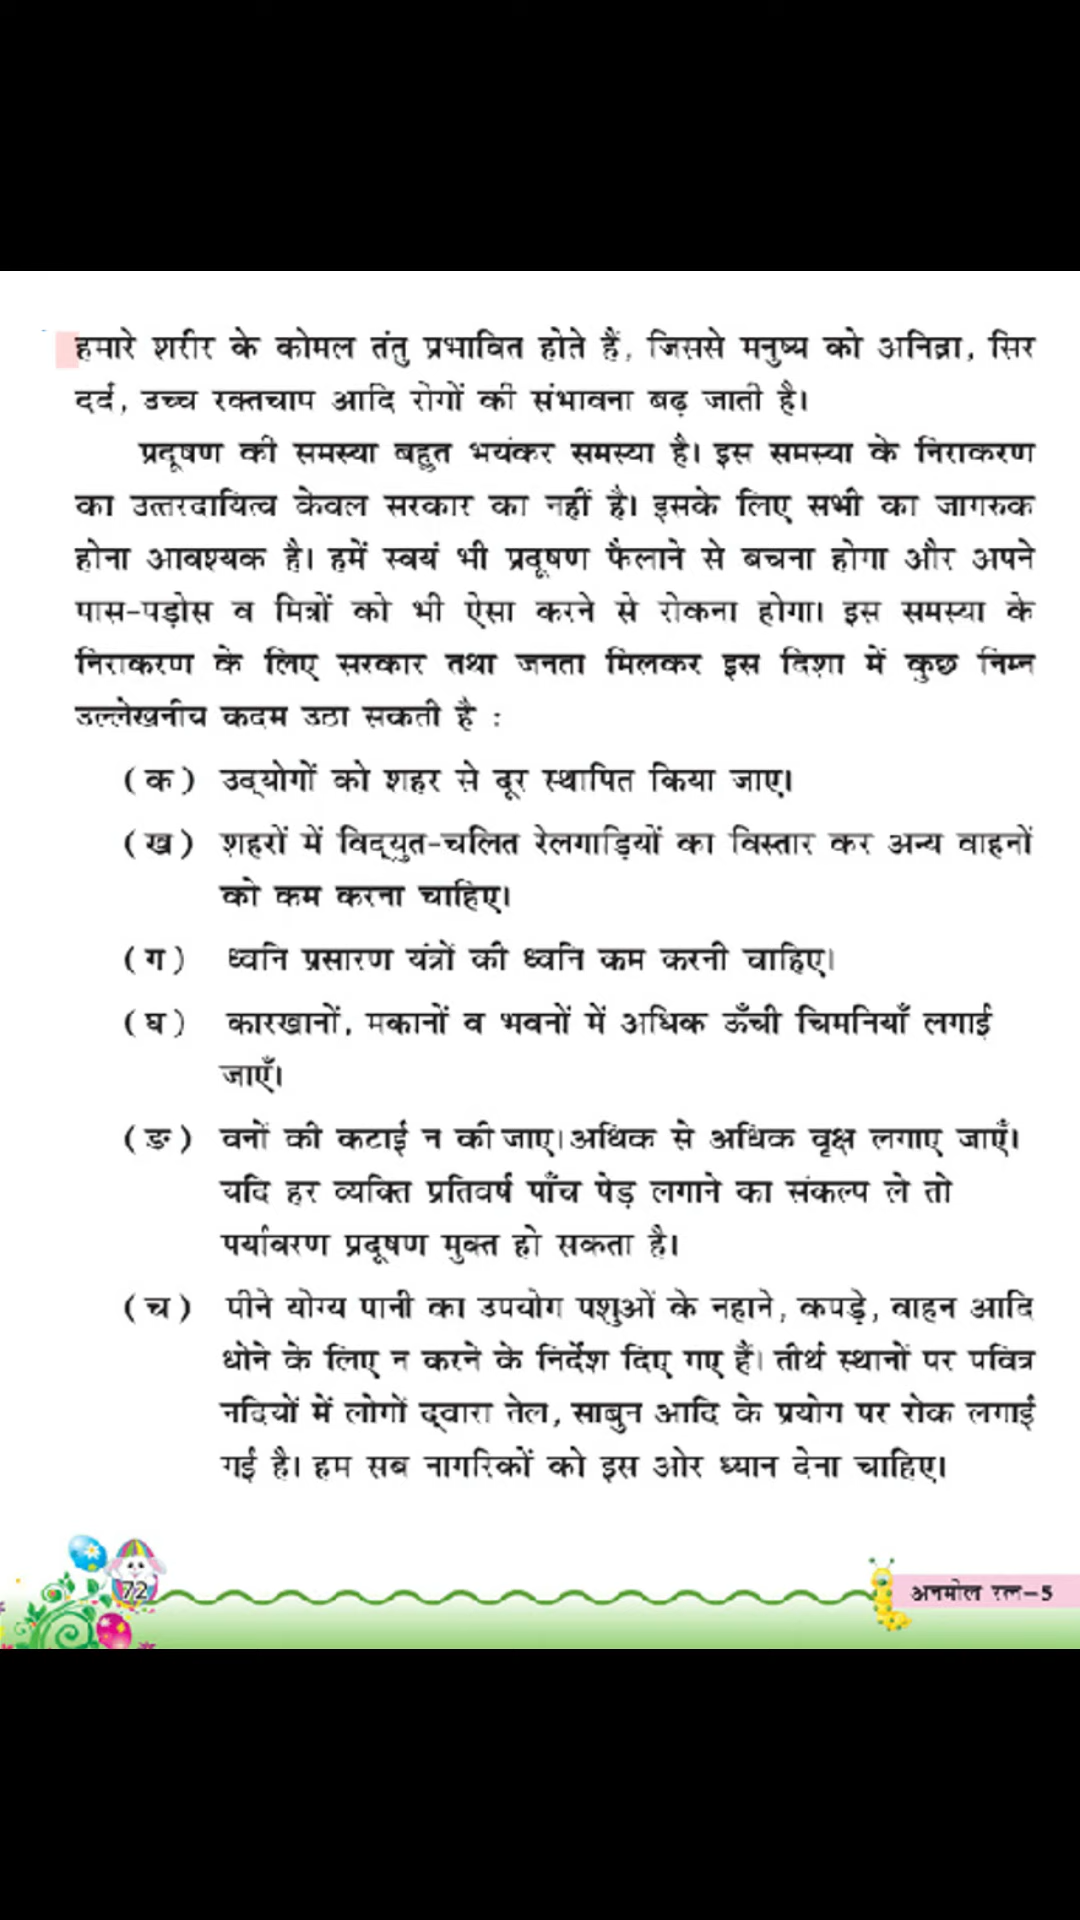 हमारे शरीर के कोमल तंतु प्रभावित होते हैं, जिससे मनुष्य को अनिद्रा, सिर
दर्द, उच्च रक्तचाप आदि रोगों की संभावना बढ़ जाती है।
प्रदूषण की समस्या बहुत भयंकर समस्या है। इस समस्या के निराकरण
का उत्तरदायित्व केवल सरकार का नहीं है। इसके लिए सभी का जागरुक
होना आवश्यक है। हमें स्वयं भी प्रदूषण फैलाने से बचना होगा और अपने
पास-पड़ोस व मित्रों को भी ऐसा करने से रोकना होगा। इस समस्या के
निराकरण के लिए सरकार तथा जनता मिलकर इस दिशा में कुछ निम्न
उल्लेखनीय कदम उठा सकती है :
(क) उद्‌योगों को शहर से दूर स्थापित किया जाए।
(ख) शहरों में विद्‌युत-चलित रेलगाड़ियों का विस्तार कर अन्य वाहनों
को कम करना चाहिए।
(ग) ध्वनि प्रसारण यंत्रों की ध्वनि कम करनी चाहिए।
(घ) कारखानों, मकानों व भवनों में अधिक ऊँची चिमनियाँ लगाई
जाएँ।
(ङ) वनों की कटाई न की जाए। अधिक से अधिक वृक्ष लगाए जाएँ।
यदि हर व्यक्ति प्रतिवर्ष पाँच पेड़ लगाने का संकल्प ले तो
पर्यावरण प्रदूषण मुक्त हो सकता है।
(च) पीने योग्य पानी का उपयोग पशुओं के नहाने, कपड़े, वाहन आदि
धोने के लिए न करने के निर्देश दिए गए हैं। तीर्थ स्थानों पर पवित्र
नदियों में लोगों द्‌वारा तेल, साबुन आदि के प्रयोग पर रोक लगाई
गई है। हम सब नागरिकों को इस ओर ध्यान देना चाहिए।
72
अनमोल रत्न-5